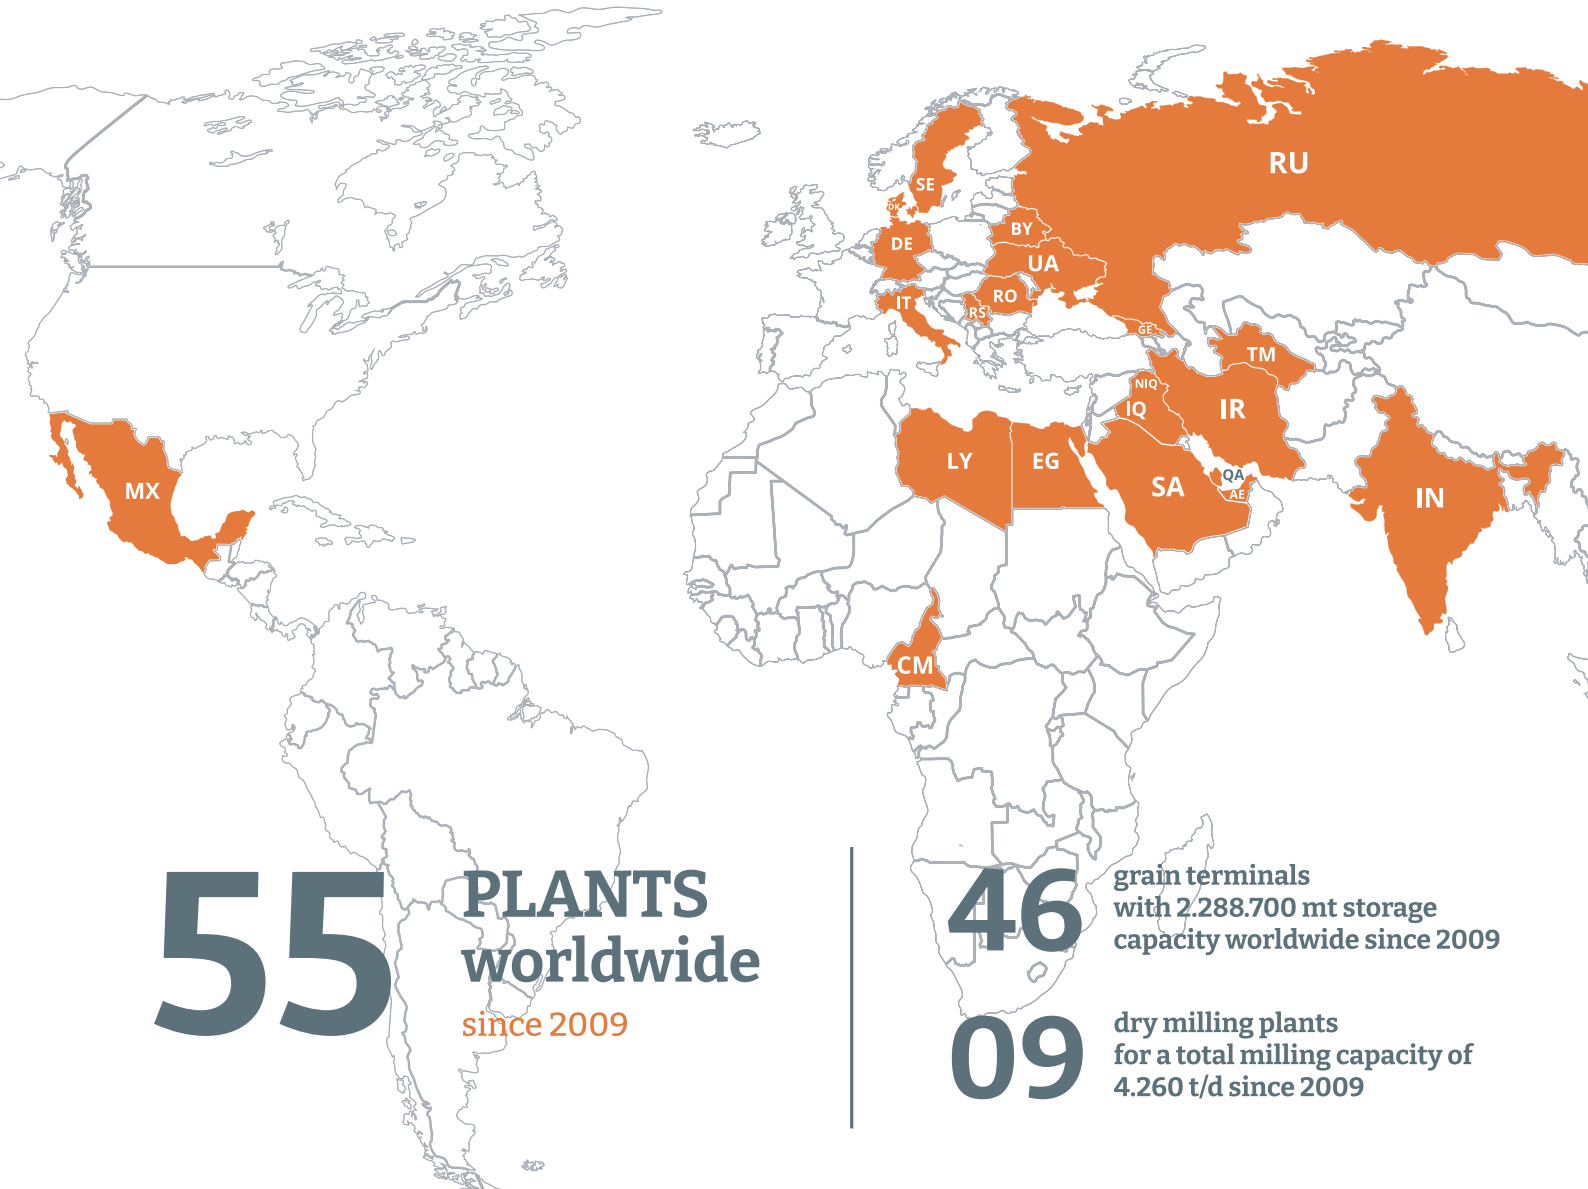 RU
SE
DK
BY
DE
UA
RO
IT
RS
GE
TM
NIQ
IQ
IR
LY
EG
QA
SA
AE
IN
MX
CM
55
PLANTS
worldwide
since 2009
46
grain terminals
with 2.288.700 mt storage
capacity worldwide since 2009
09
dry milling plants
for a total milling capacity of
4.260 t/d since 2009